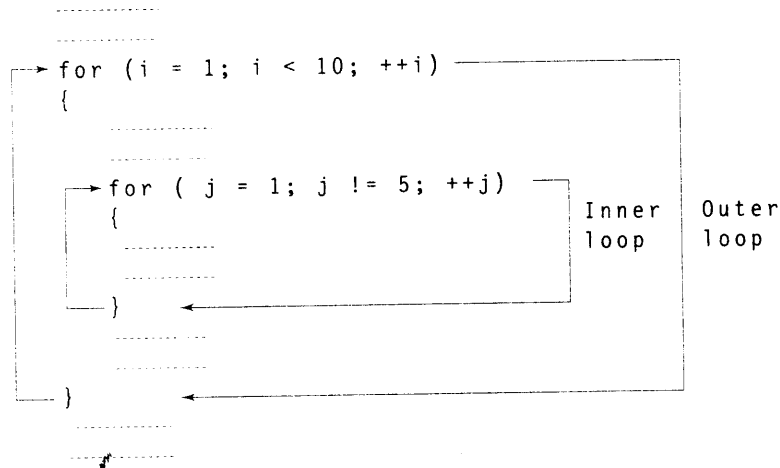 for (i = 1; i < 10; ++i)
{
for ( j = 1; j != 5; ++j)
{
Inner Outer
loop loop
}
}